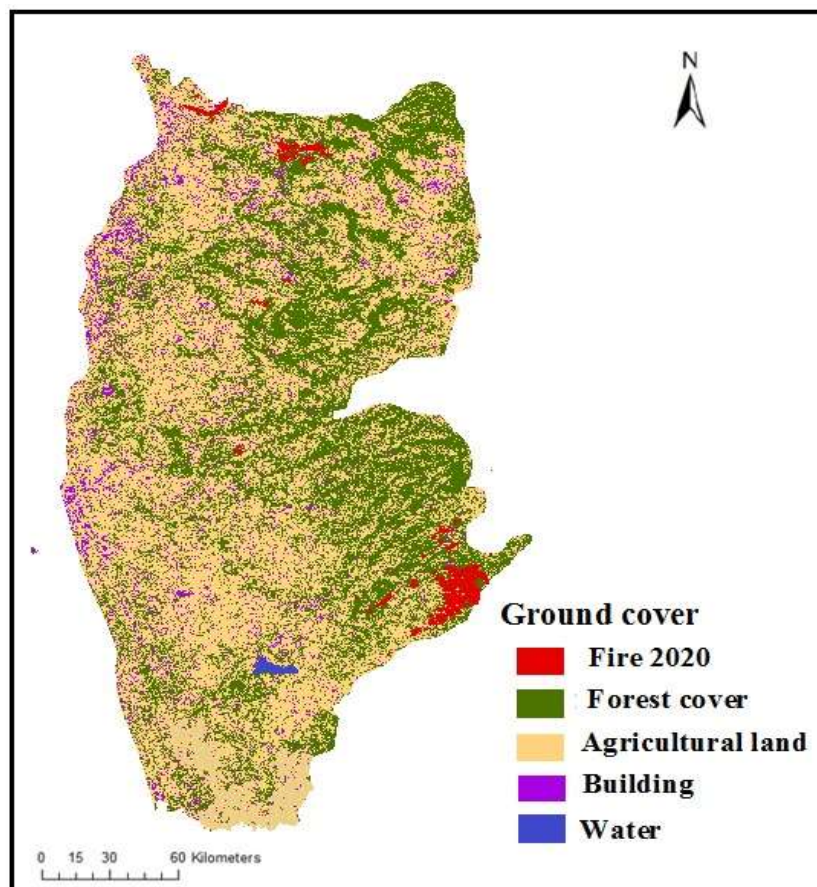 N
Ground cover
Fire 2020
Forest cover
Agricultural land
Building
Water
0 15 30 60 Kilometers